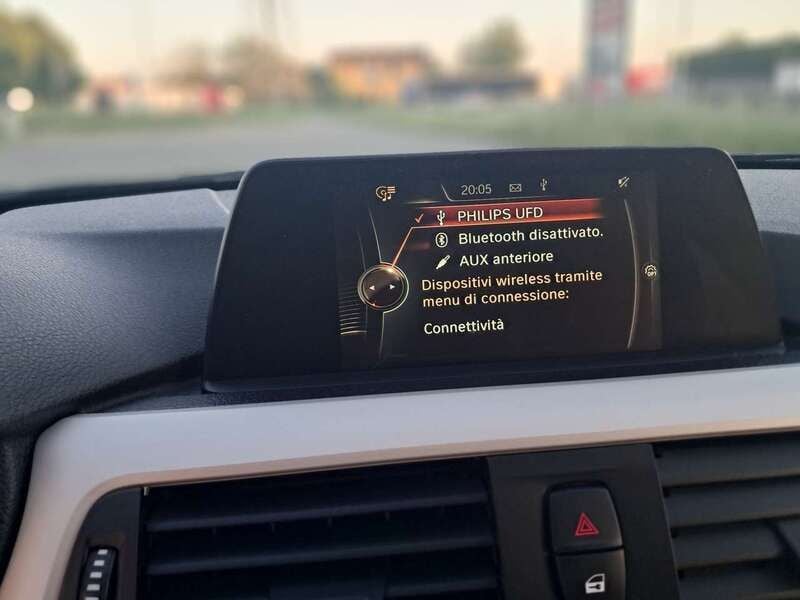 20:05
PHILIPS UFD
Bluetooth disattivato.
AUX anteriore
Dispositivi wireless tramite
menu di connessione:
Connettività